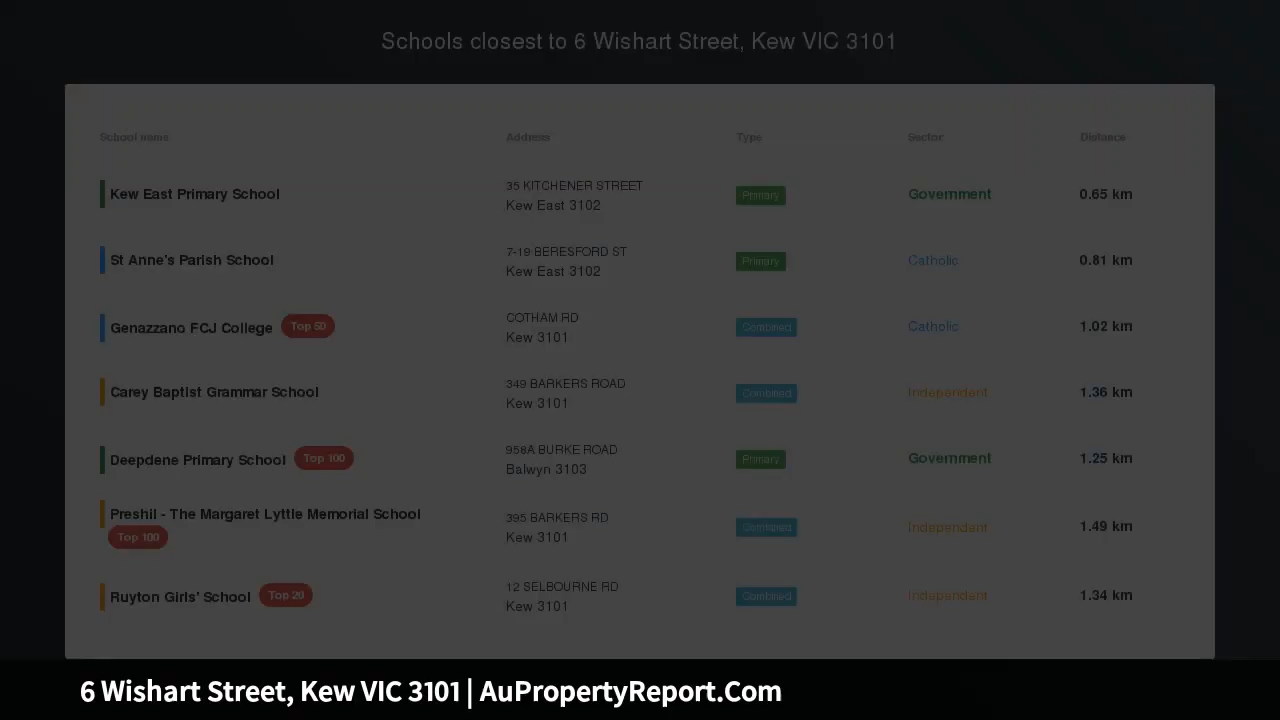 Schools closest to 6 Wishart Street, Kew VIC 3101
School name Address Type Sector Distance
Kew East Primary School 35 KITCHENER STREET Kew East 3102 Primary Government 0.65 km
St Anne's Parish School 7-19 BERESFORD ST Kew East 3102 Primary Catholic 0.81 km
Genazzano FCJ College Top 50 COTHAM RD Kew 3101 Combined Catholic 1.02 km
Carey Baptist Grammar School 349 BARKERS ROAD Kew 3101 Combined Independent 1.36 km
Deepdene Primary School Top 100 958A BURKE ROAD Balwyn 3103 Primary Government 1.25 km
Preshil - The Margaret Lyttle Memorial School Top 100 395 BARKERS RD Kew 3101 Combined Independent 1.49 km
Ruyton Girls' School Top 20 12 SELBOURNE RD Kew 3101 Combined Independent 1.34 km
6 Wishart Street, Kew VIC 3101 | AuPropertyReport.Com